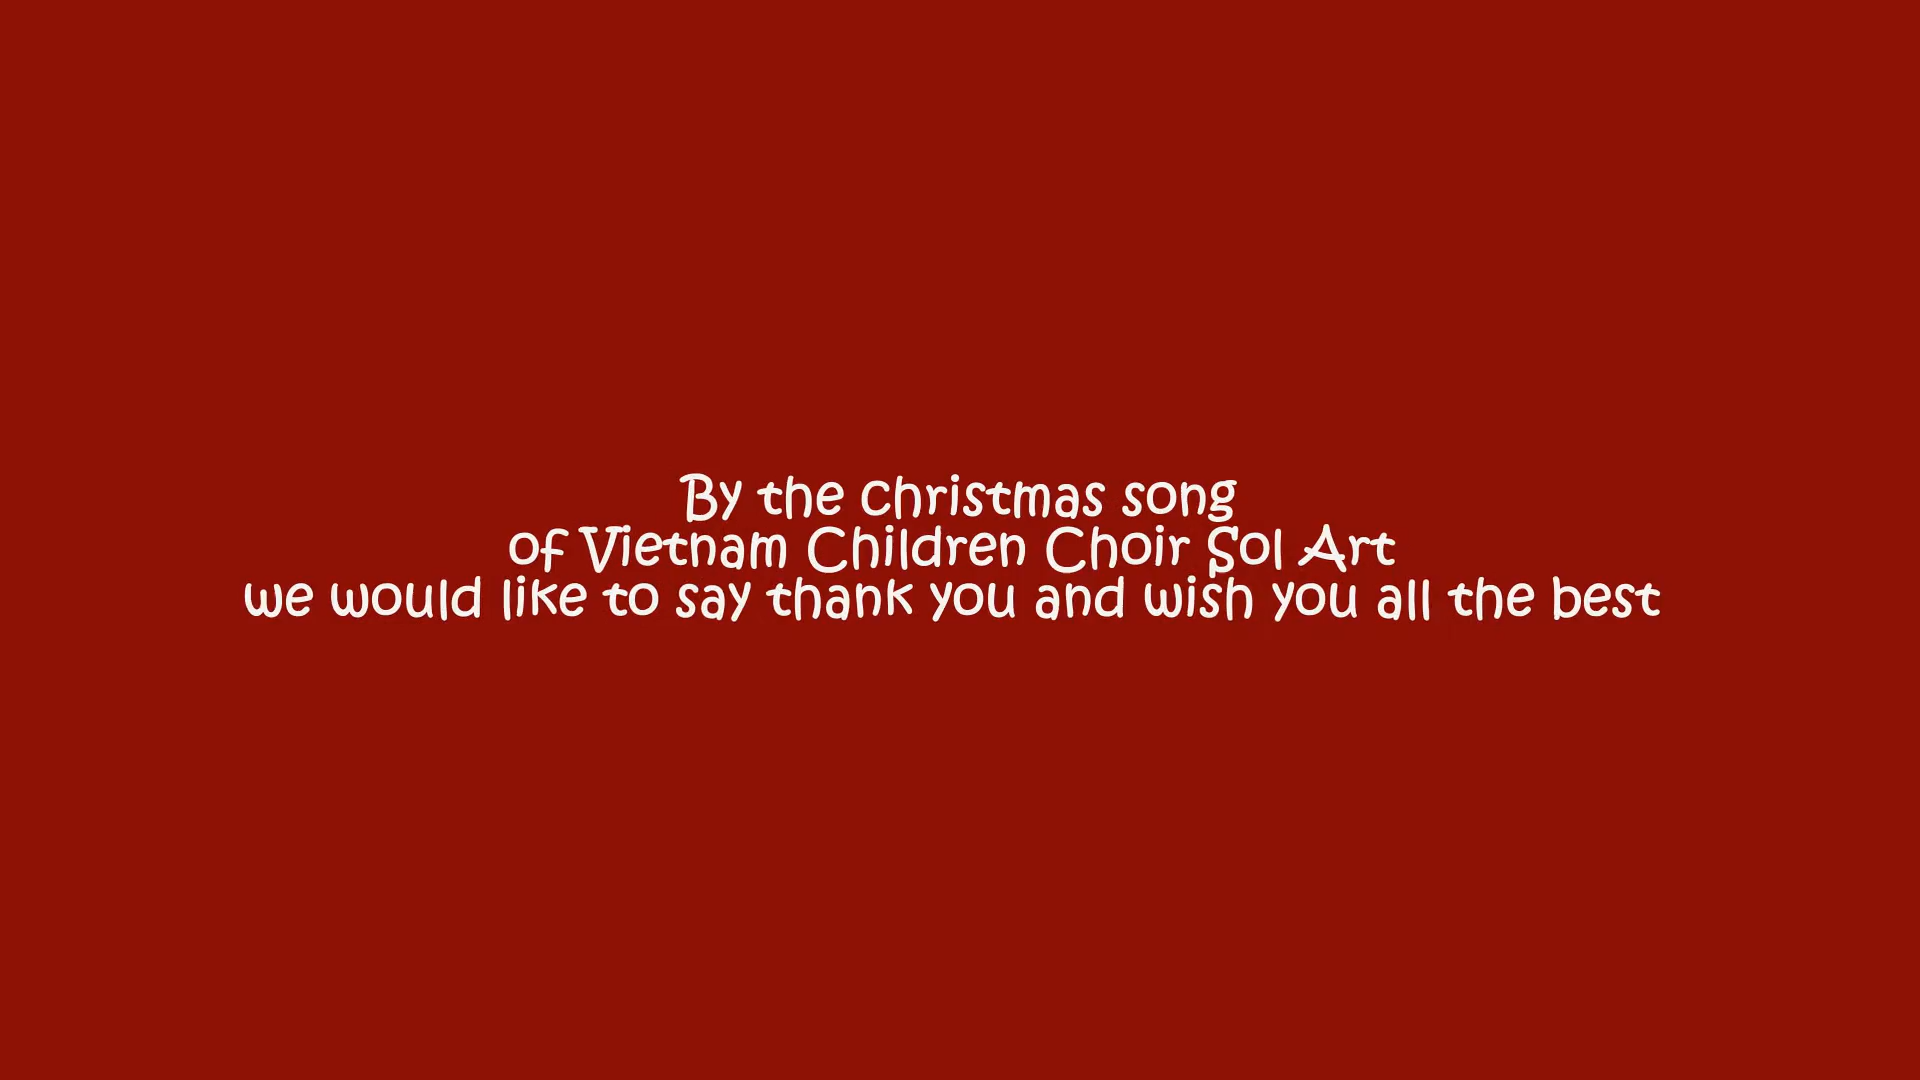 By the christmas song
of Vietnam Children Choir Sol Art
we would like to say thank you and wish you all the best